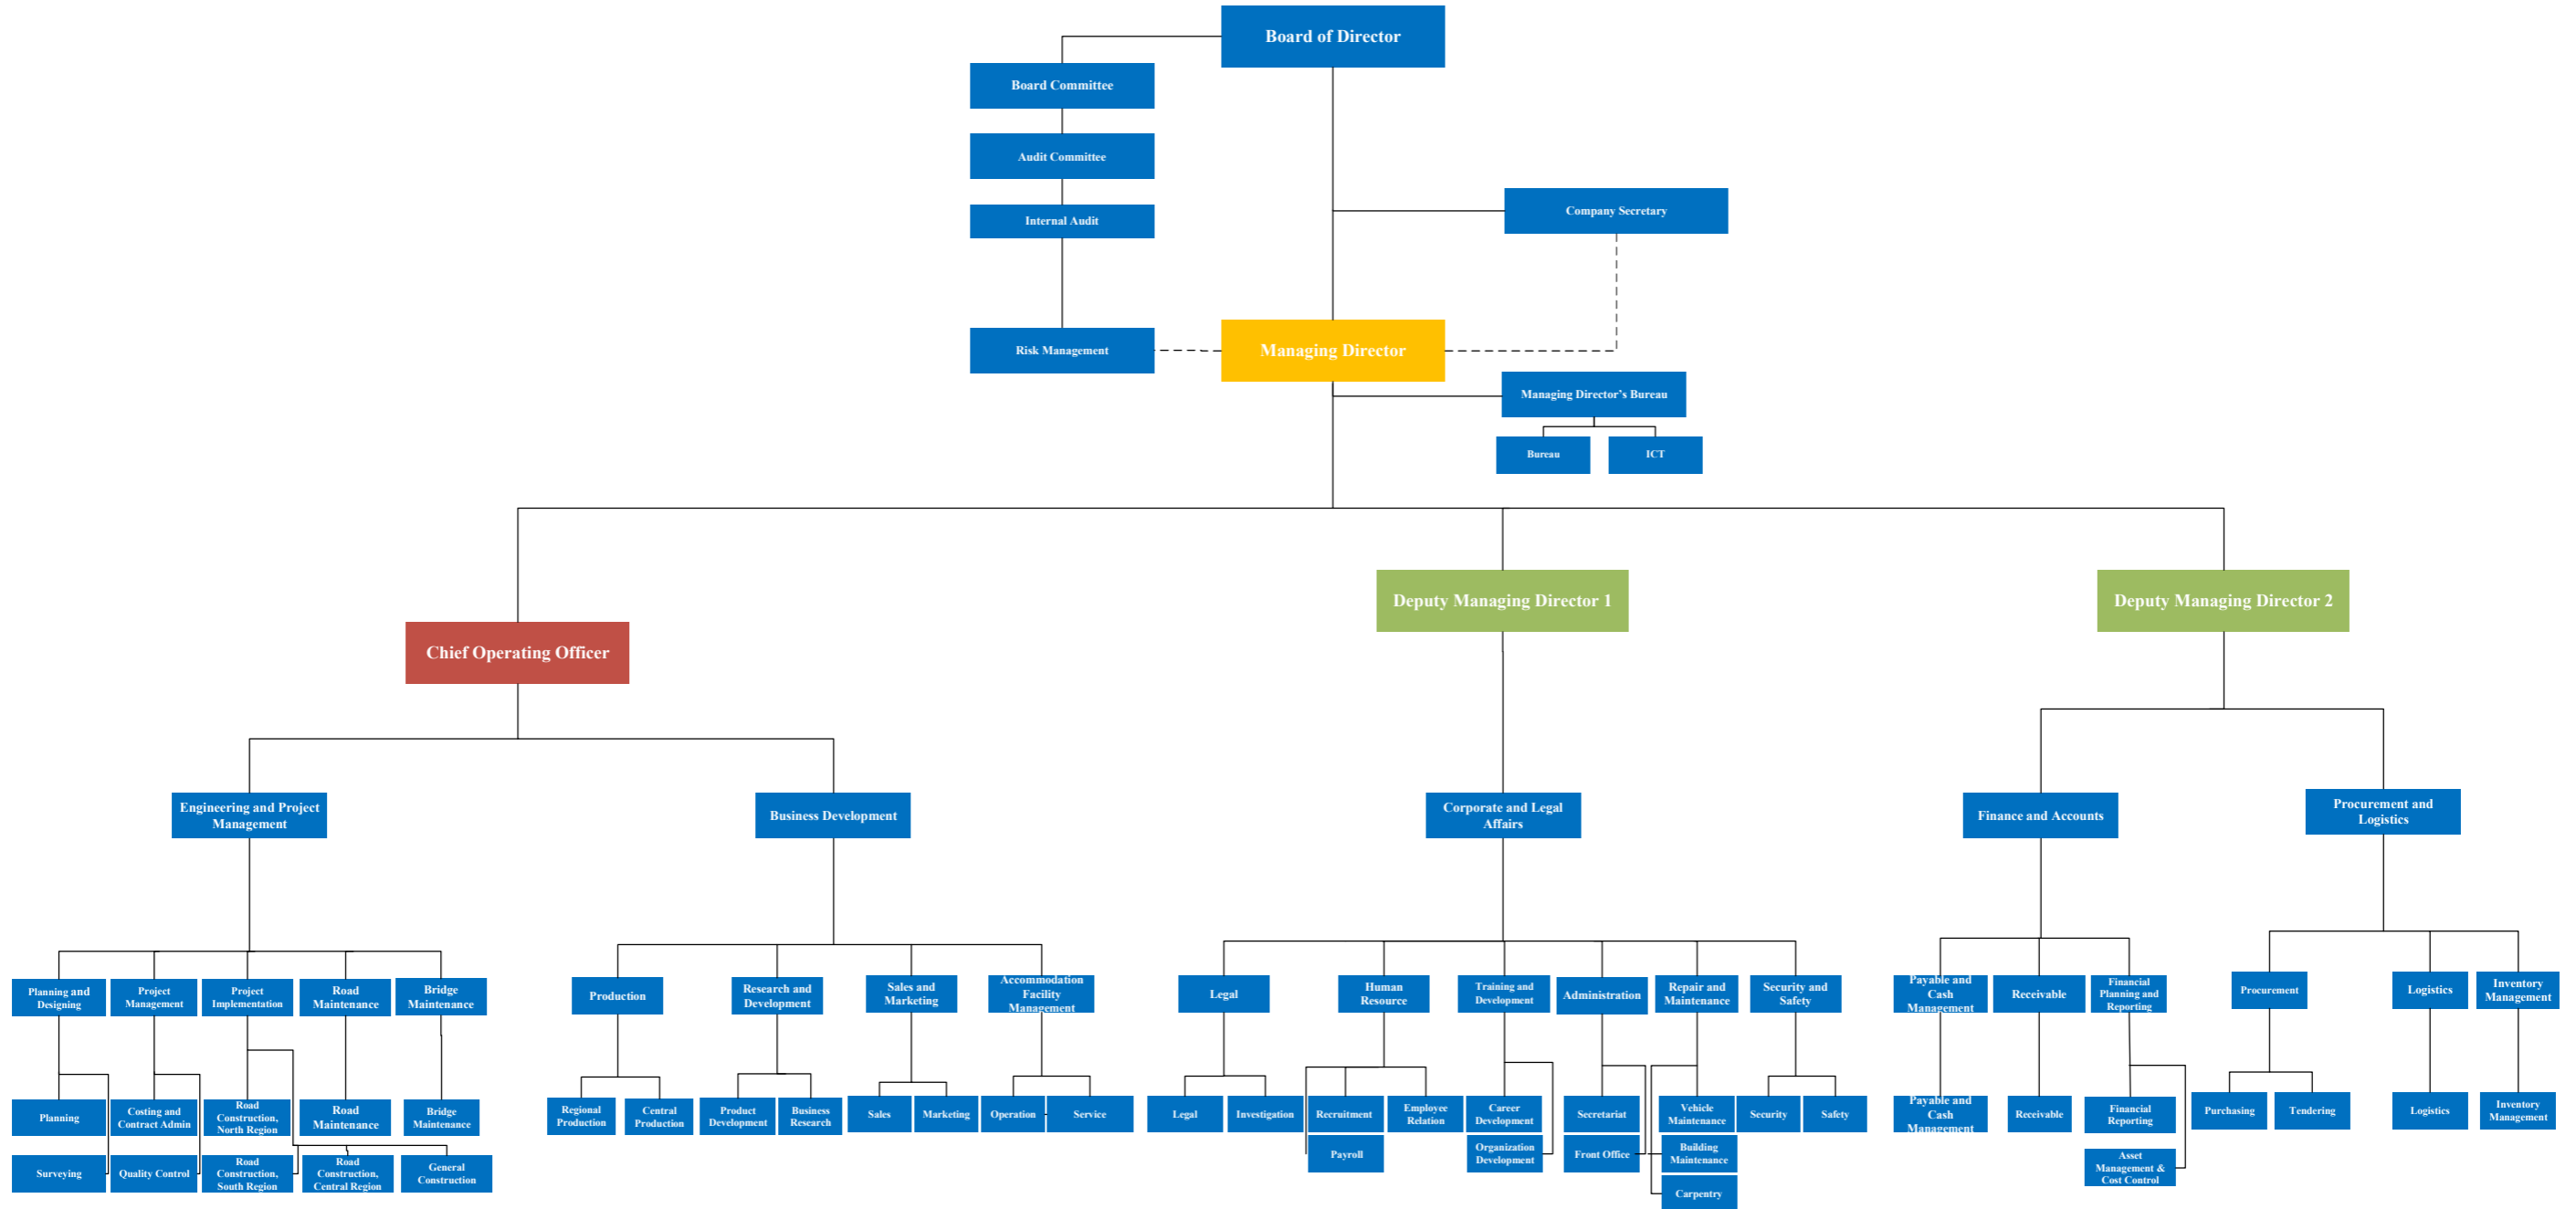 Board of Director
Board Committee
Audit Committee
Internal Audit
Company Secretary
Risk Management
Managing Director
Managing Director’s Bureau
Bureau
ICT
Chief Operating Officer
Deputy Managing Director 1
Deputy Managing Director 2
Engineering and Project
Management
Business Development
Corporate and Legal
Affairs
Finance and Accounts
Procurement and
Logistics
Planning and
Designing
Project
Management
Project
Implementation
Road
Maintenance
Bridge
Maintenance
Production
Research and
Development
Sales and
Marketing
Accommodation
Facility
Management
Legal
Human
Resource
Training and
Development
Administration
Repair and
Maintenance
Security and
Safety
Payable and
Cash
Management
Receivable
Financial
Planning and
Reporting
Procurement
Logistics
Inventory
Management
Planning
Costing and
Contract Admin
Road
Construction,
North Region
Road
Maintenance
Bridge
Maintenance
Regional
Production
Central
Production
Product
Development
Business
Research
Sales
Marketing
Operation
Service
Legal
Investigation
Recruitment
Employee
Relation
Career
Development
Secretariat
Vehicle
Maintenance
Security
Safety
Payable and
Cash
Management
Receivable
Financial
Reporting
Purchasing
Tendering
Logistics
Inventory
Management
Surveying
Quality Control
Road
Construction,
South Region
Road
Construction,
Central Region
General
Construction
Payroll
Organization
Development
Front Office
Building
Maintenance
Carpentry
Asset
Management &
Cost Control